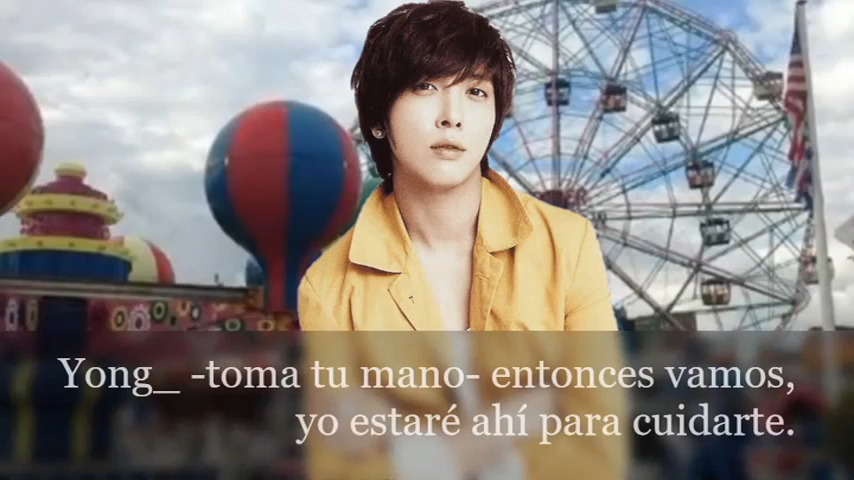 Yong_ -toma tu mano- entonces vamos,
yo estaré ahí para cuidarte.